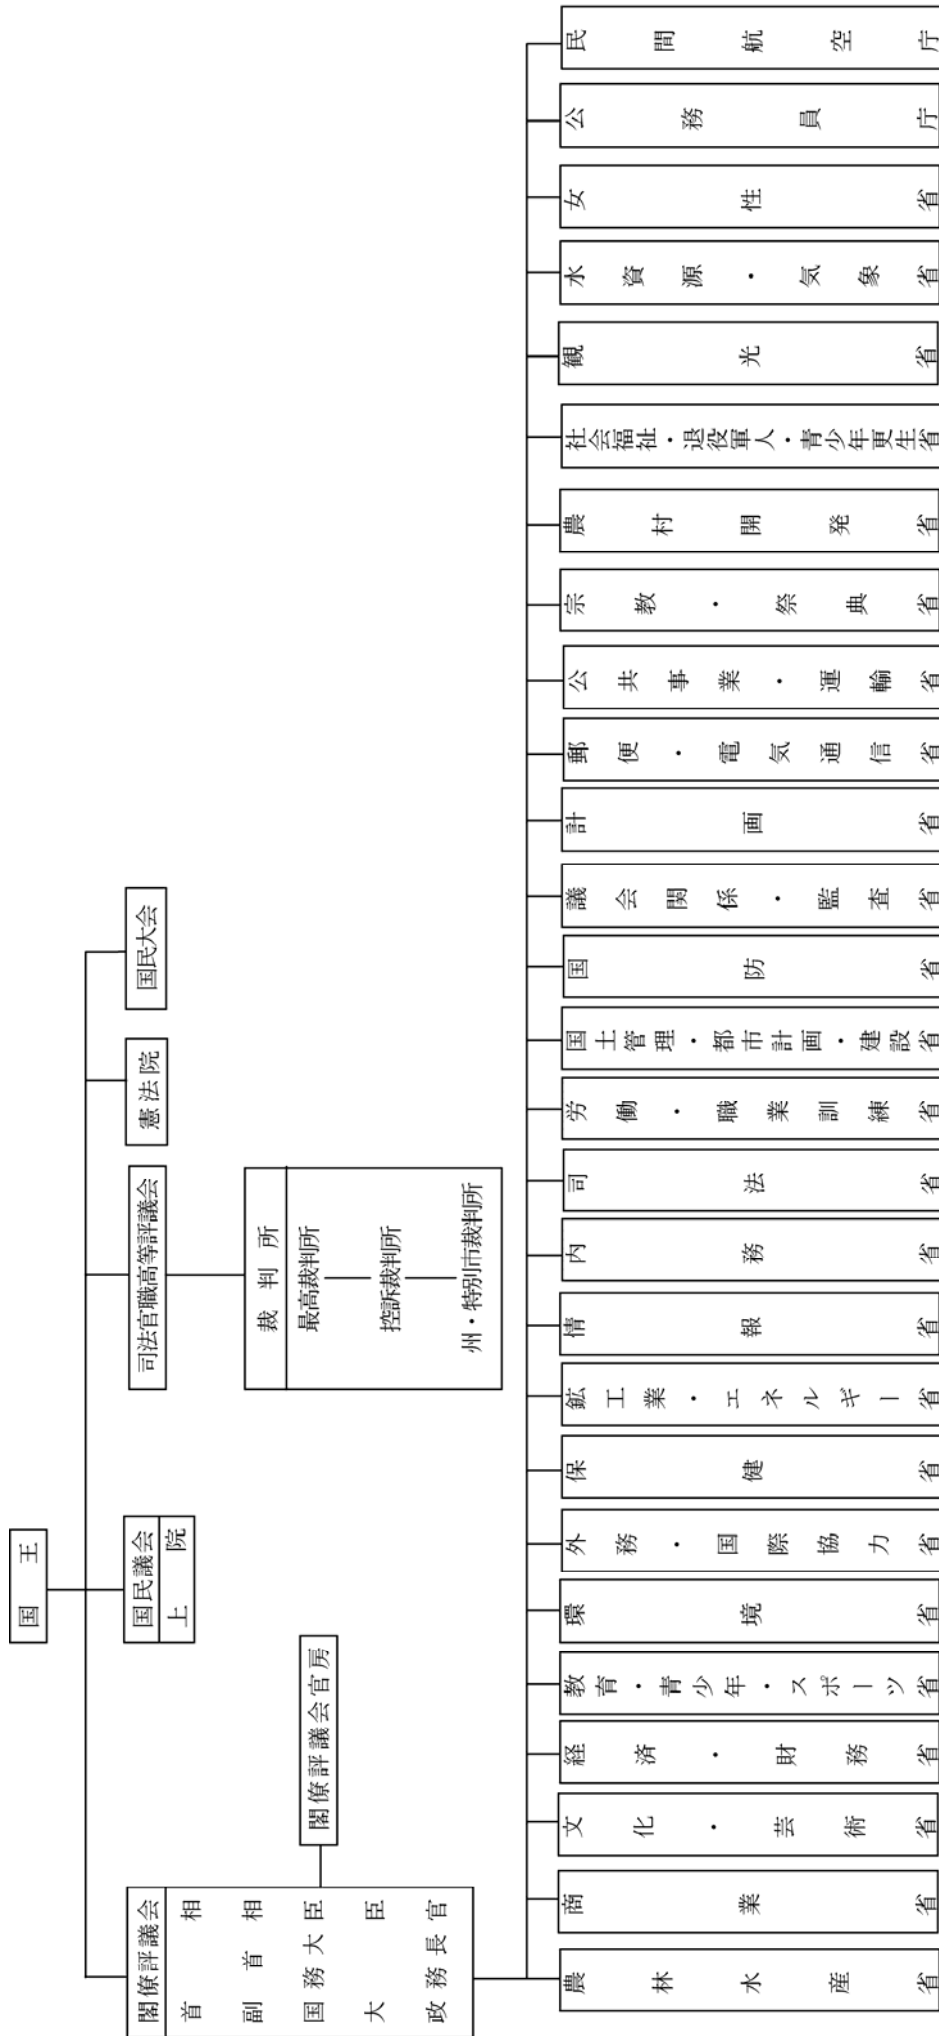 国王
閣僚評議会
首相
副首相
国務大臣
大臣
政務長官
閣僚評議会官房
国民議会
上院
司法官職高等評議会
裁判所
最高裁判所
控訴裁判所
州・特別市裁判所
憲法院
国民大会
農林水産省
商業省
文化・芸術省
経済・財務省
教育・青少年・スポーツ省
環境省
外務・国際協力省
保健省
鉱工業・エネルギー省
情報省
内務省
司法省
労働・職業訓練省
国土管理・都市計画・建設省
国防省
議会関係・監査省
計画省
郵便・電気通信省
公共事業・運輸省
宗教・祭典省
農村開発省
社会福祉・退役軍人・青少年更生省
観光省
水資源・気象省
女性省
公務員庁
民間航空庁